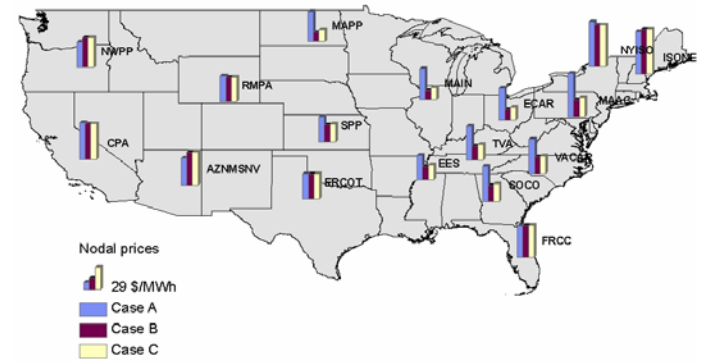 MAPP
NWPP
NYISO
ISONE
MAIN
RMPA
ECAR
MAAC
SPP
TVA
CPA
VACAR
EES
AZNMSNV
ERCOT
SOCO
FRCC
Nodal prices
29 $/MWh
Case A
Case B
Case C